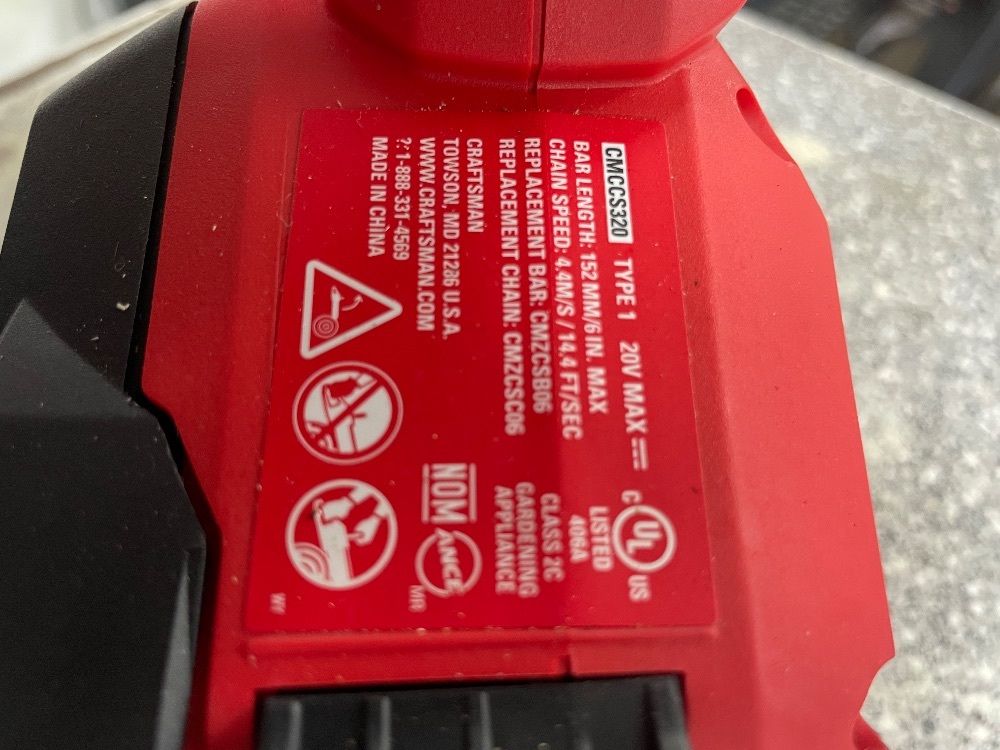 CMCCS320 TYPE 1 20V MAX ⎓
BAR LENGTH: 152 MM/6 IN. MAX
CHAIN SPEED: 4.4M/S / 14.4 FT/SEC
REPLACEMENT BAR: CMZCSB06
REPLACEMENT CHAIN: CMZCSC06
CRAFTSMAN
TOWSON, MD 21286 U.S.A.
WWW.CRAFTSMAN.COM
?: 1-888-331-4569
MADE IN CHINA
C UL US
LISTED
406A
CLASS 2C
GARDENING
APPLIANCE
NOM ANCE
MR